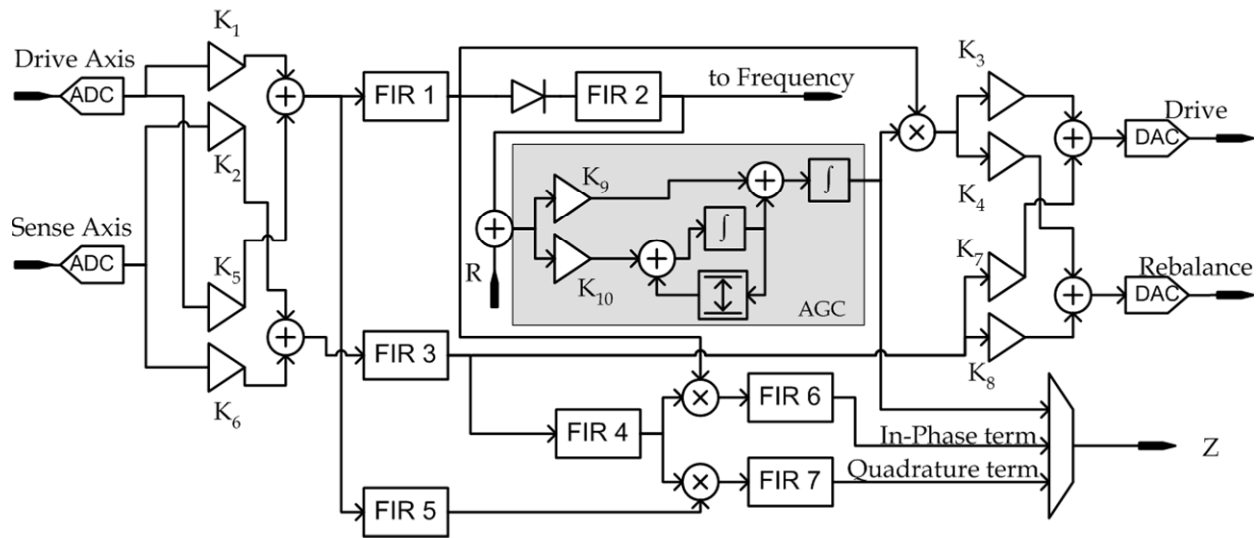 K1
Drive Axis
ADC
K2
Sense Axis
ADC
K5
K6
FIR 1
FIR 2
to Frequency
K9
∫
∫
K10
R
AGC
FIR 3
FIR 4
FIR 5
FIR 6
FIR 7
In-Phase term
Quadrature term
K3
K4
K7
K8
Drive
DAC
Rebalance
DAC
Z